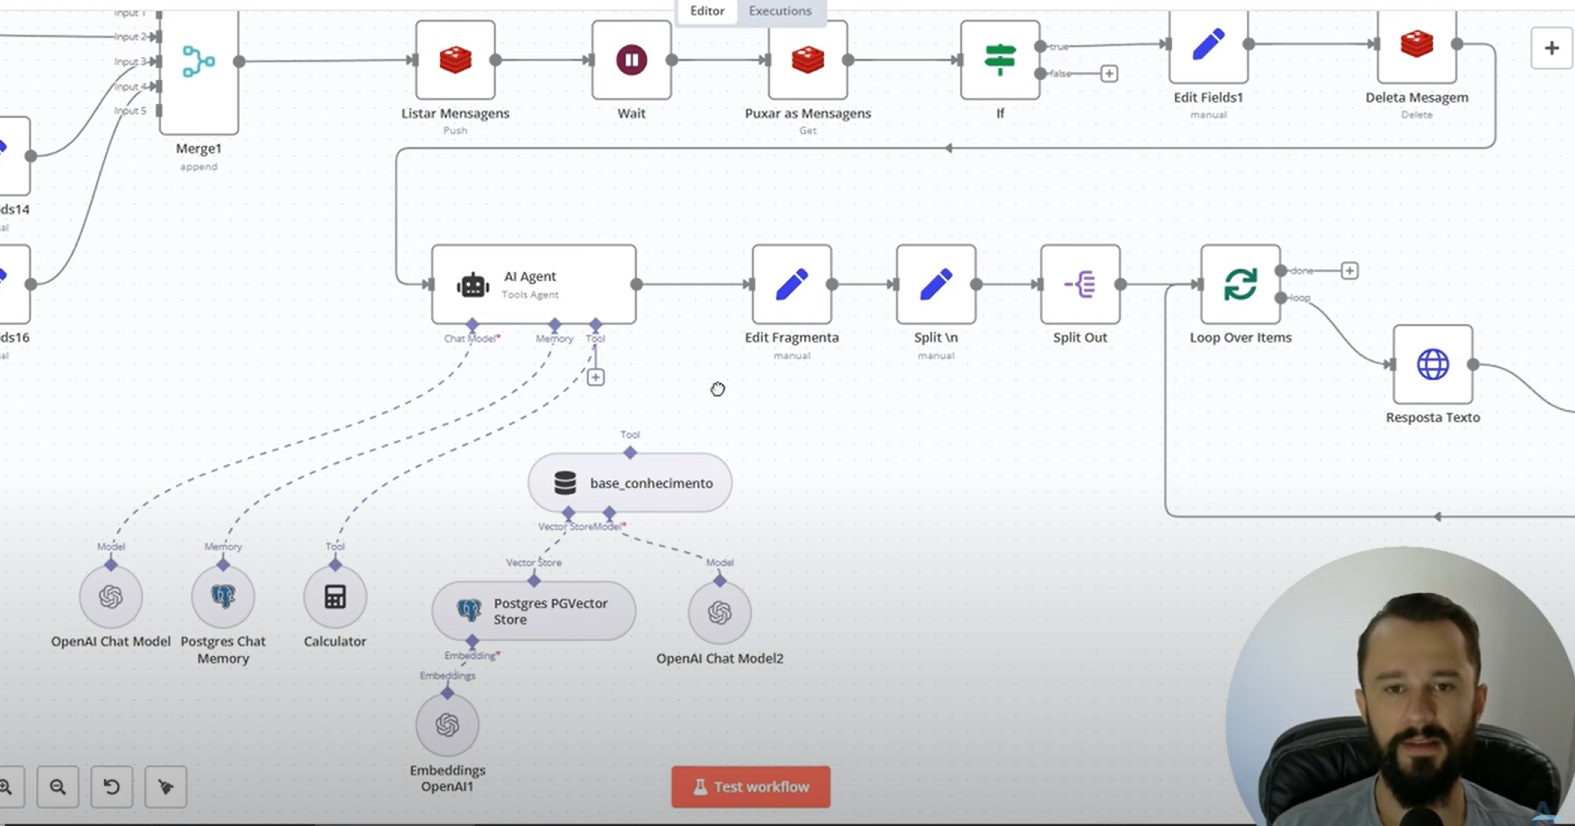 Editor
Executions
Input 1
Input 2
Input 3
Input 4
Input 5
Merge1
append
Listar Mensagens
Push
Wait
Puxar as Mensagens
Get
If
true
false
Edit Fields1
manual
Deleta Mesagem
Delete
ds14
al
ds16
al
AI Agent
Tools Agent
Chat Model*
Memory
Tool
Edit Fragmenta
manual
Split \n
manual
Split Out
Loop Over Items
done
loop
Resposta Texto
Tool
base_conhecimento
Vector Store
Model*
Model
OpenAI Chat Model
Memory
Postgres Chat
Memory
Tool
Calculator
Vector Store
Postgres PGVector
Store
Embedding*
Embeddings
Embeddings
OpenAI1
Model
OpenAI Chat Model2
Test workflow